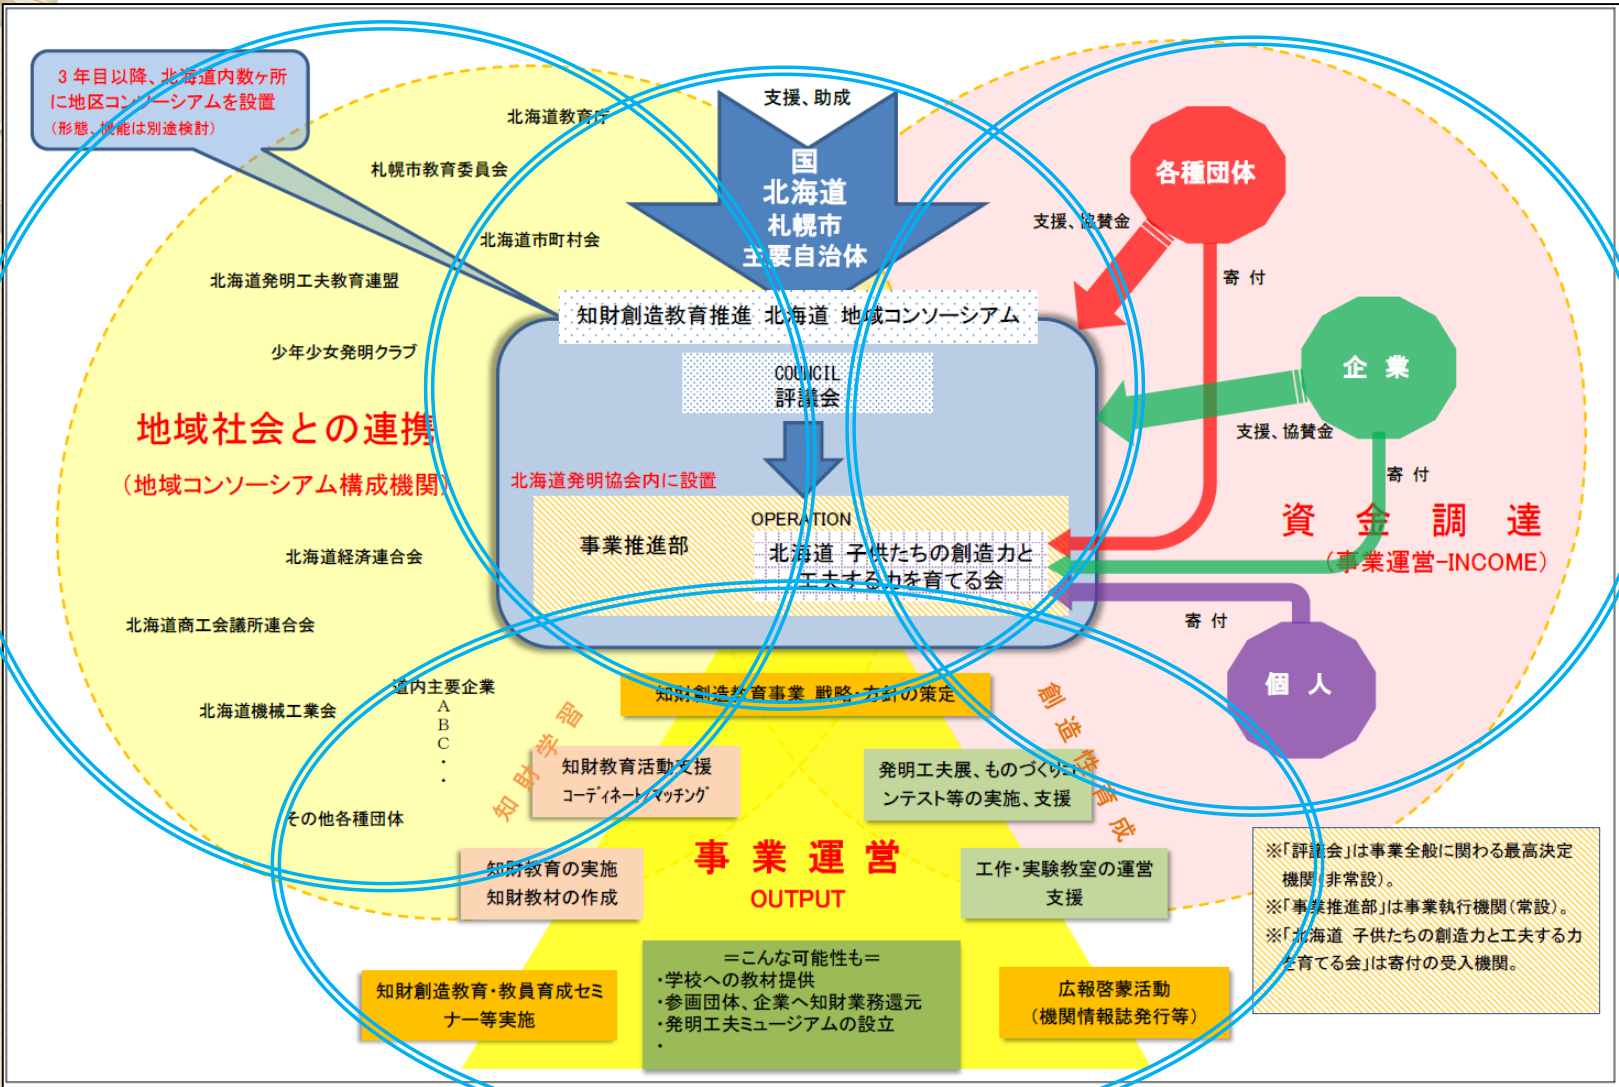 3年目以降、北海道内数ヶ所
に地区コンソーシアムを設置
(形態、機能は別途検討)
北海道教育庁
札幌市教育委員会
北海道市町村会
北海道発明工夫教育連盟
少年少女発明クラブ
地域社会との連携
(地域コンソーシアム構成機関)
北海道経済連合会
北海道商工会議所連合会
北海道機械工業会
道内主要企業
A
B
C
・
・
その他各種団体
支援、助成
国
北海道
札幌市
主要自治体
知財創造教育推進 北海道 地域コンソーシアム
COUNCIL
評議会
北海道発明協会内に設置
OPERATION
事業推進部
北海道 子供たちの創造力と
工夫する力を育てる会
各種団体
支援、協賛金
寄付
企業
支援、協賛金
寄付
資金調達
(事業運営-INCOME)
寄付
個人
知財創造教育事業 戦略・方針の策定
知財学習
創造性育成
知財教育活動支援
コーディネート/マッチング
発明工夫展、ものづくりコ
ンテスト等の実施、支援
事業運営
OUTPUT
知財教育の実施
知財教材の作成
工作・実験教室の運営
支援
知財創造教育・教員育成セミ
ナー等実施
=こんな可能性も=
・学校への教材提供
・参画団体、企業へ知財業務還元
・発明工夫ミュージアムの設立
・
広報啓蒙活動
(機関情報誌発行等)
※「評議会」は事業全般に関わる最高決定
機関(非常設)。
※「事業推進部」は事業執行機関(常設)。
※「北海道 子供たちの創造力と工夫する力
を育てる会」は寄付の受入機関。